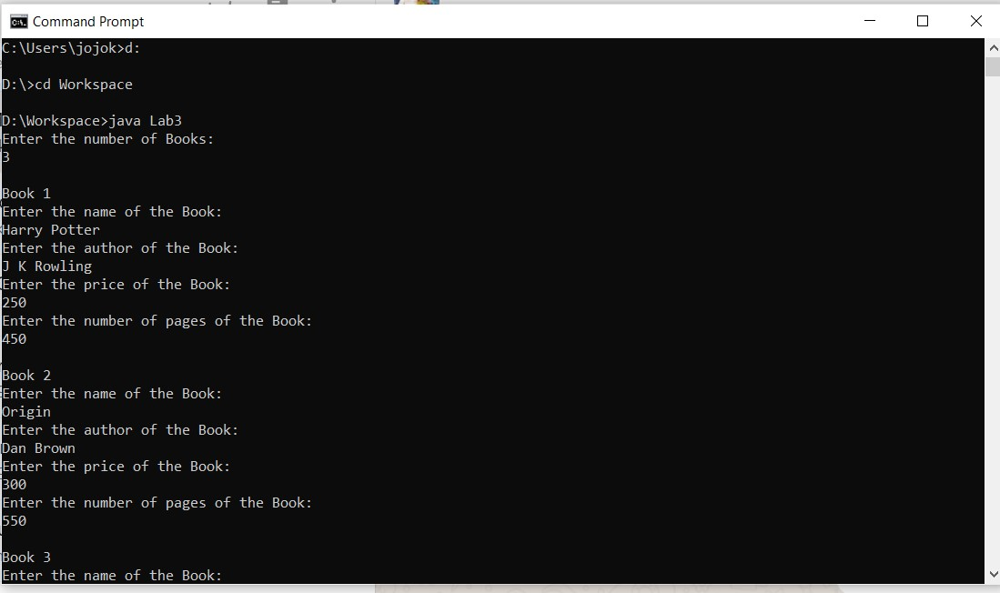 Command Prompt
C:\Users\jojok>d:
D:\>cd Workspace
D:\Workspace>java Lab3
Enter the number of Books:
3
Book 1
Enter the name of the Book:
Harry Potter
Enter the author of the Book:
J K Rowling
Enter the price of the Book:
250
Enter the number of pages of the Book:
450
Book 2
Enter the name of the Book:
Origin
Enter the author of the Book:
Dan Brown
Enter the price of the Book:
300
Enter the number of pages of the Book:
550
Book 3
Enter the name of the Book: